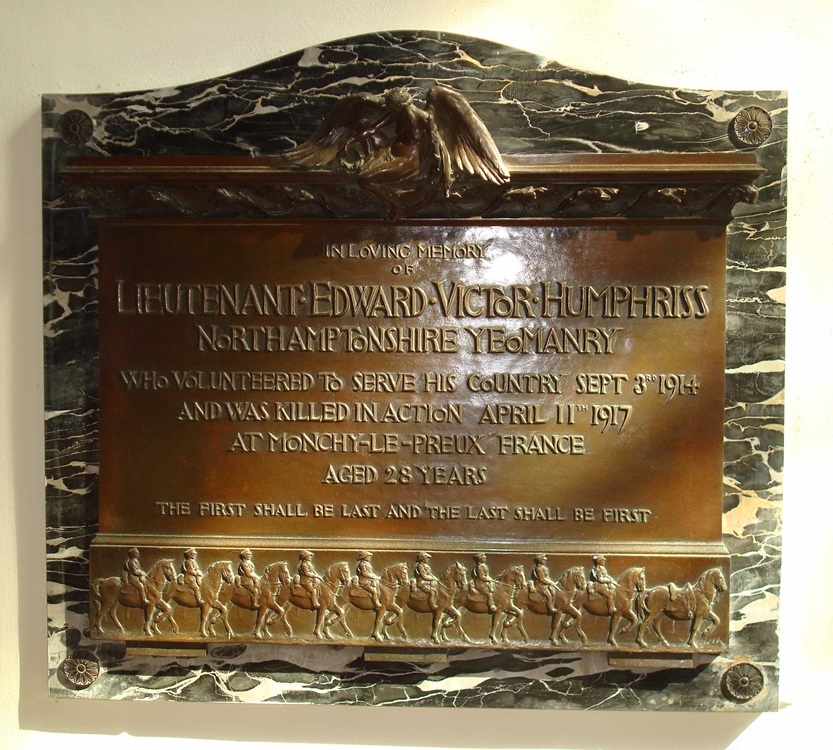 IN LOVING MEMORY
OF
LIEUTENANT·EDWARD·VICTOR·HUMPHRISS
NORTHAMPTONSHIRE YEOMANRY
WHO VOLUNTEERED TO SERVE HIS COUNTRY SEPT 3RD 1914
AND WAS KILLED IN ACTION APRIL 11TH 1917
AT MONCHY-LE-PREUX FRANCE
AGED 28 YEARS
THE FIRST SHALL BE LAST AND THE LAST SHALL BE FIRST